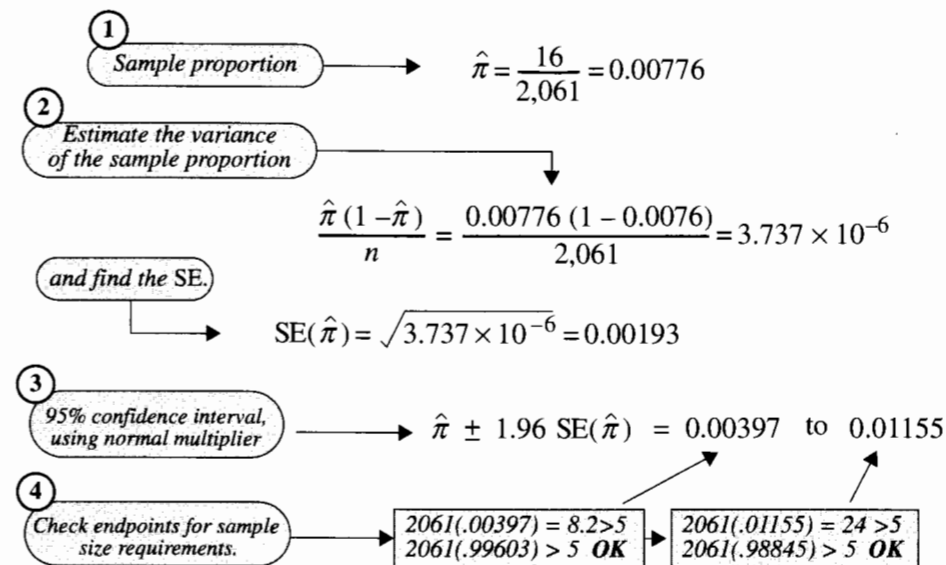 1
Sample proportion
π̂ = 16/2,061 = 0.00776
2
Estimate the variance
of the sample proportion
π̂ (1 – π̂)/n = 0.00776 (1 – 0.0076)/2,061 = 3.737 × 10⁻⁶
and find the SE.
SE(π̂) = √3.737 × 10⁻⁶ = 0.00193
3
95% confidence interval,
using normal multiplier
π̂ ± 1.96 SE(π̂) = 0.00397 to 0.01155
4
Check endpoints for sample
size requirements.
2061(.00397) = 8.2>5
2061(.99603) > 5 OK
2061(.01155) = 24 >5
2061(.98845) > 5 OK